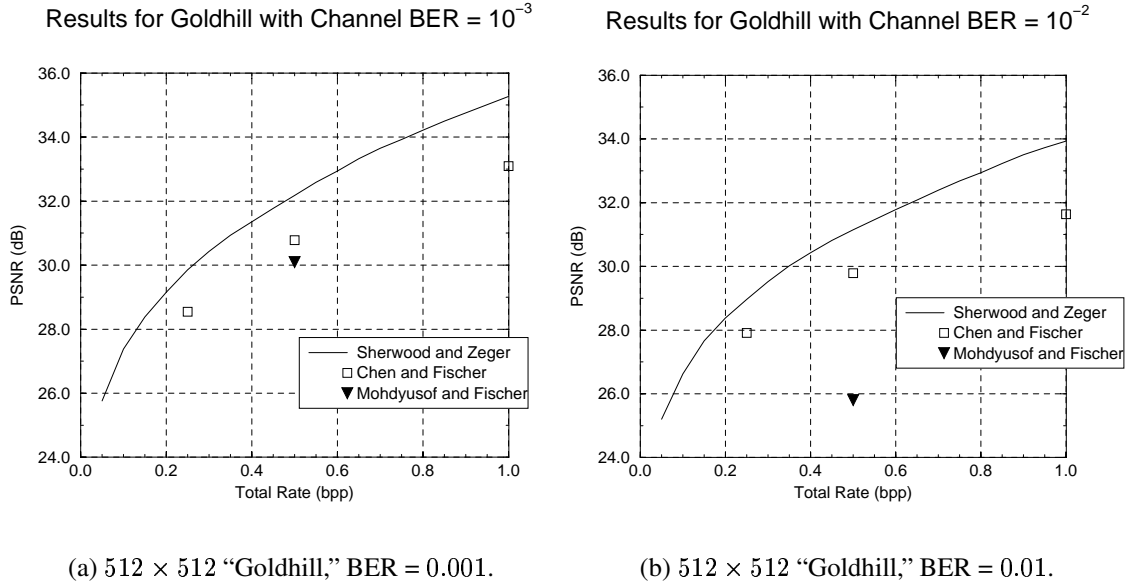 Results for Goldhill with Channel BER = 10⁻³
36.0
34.0
32.0
30.0
28.0
26.0
24.0
PSNR (dB)
0.0 0.2 0.4 0.6 0.8 1.0
Total Rate (bpp)
Sherwood and Zeger
Chen and Fischer
Mohdyusof and Fischer
(a) 512 × 512 “Goldhill,” BER = 0.001.
Results for Goldhill with Channel BER = 10⁻²
36.0
34.0
32.0
30.0
28.0
26.0
24.0
PSNR (dB)
0.0 0.2 0.4 0.6 0.8 1.0
Total Rate (bpp)
Sherwood and Zeger
Chen and Fischer
Mohdyusof and Fischer
(b) 512 × 512 “Goldhill,” BER = 0.01.